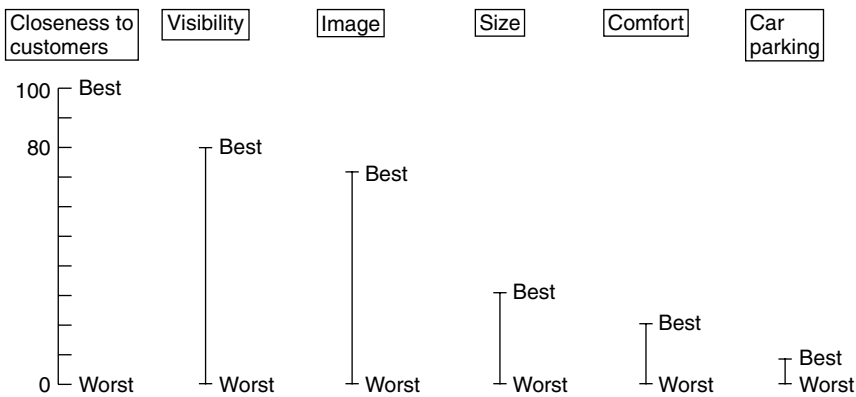 Closeness to
customers
Visibility
Image
Size
Comfort
Car
parking
100
Best
80
Best
Best
Best
Best
Best
0
Worst
Worst
Worst
Worst
Worst
Worst